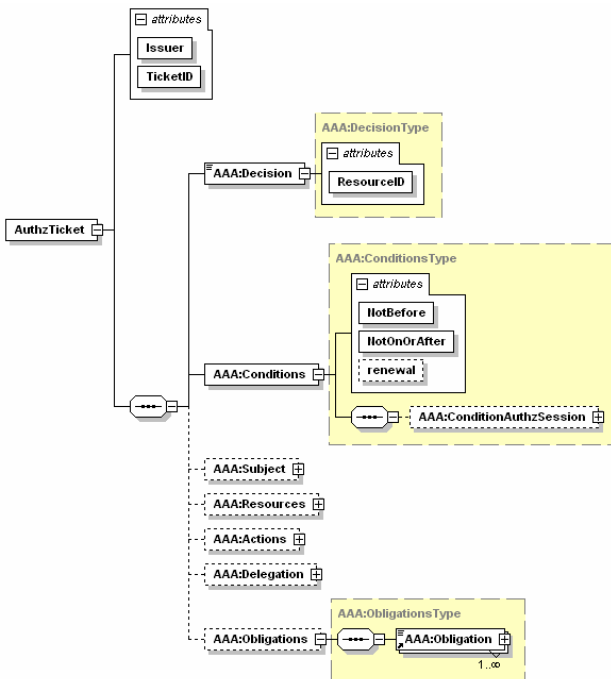 attributes
Issuer
TicketID
AAA:DecisionType
attributes
AAA:Decision
ResourceID
AuthzTicket
AAA:ConditionsType
attributes
NotBefore
NotOnOrAfter
renewal
AAA:Conditions
AAA:ConditionAuthzSession
AAA:Subject
AAA:Resources
AAA:Actions
AAA:Delegation
AAA:ObligationsType
AAA:Obligations
AAA:Obligation
1..∞